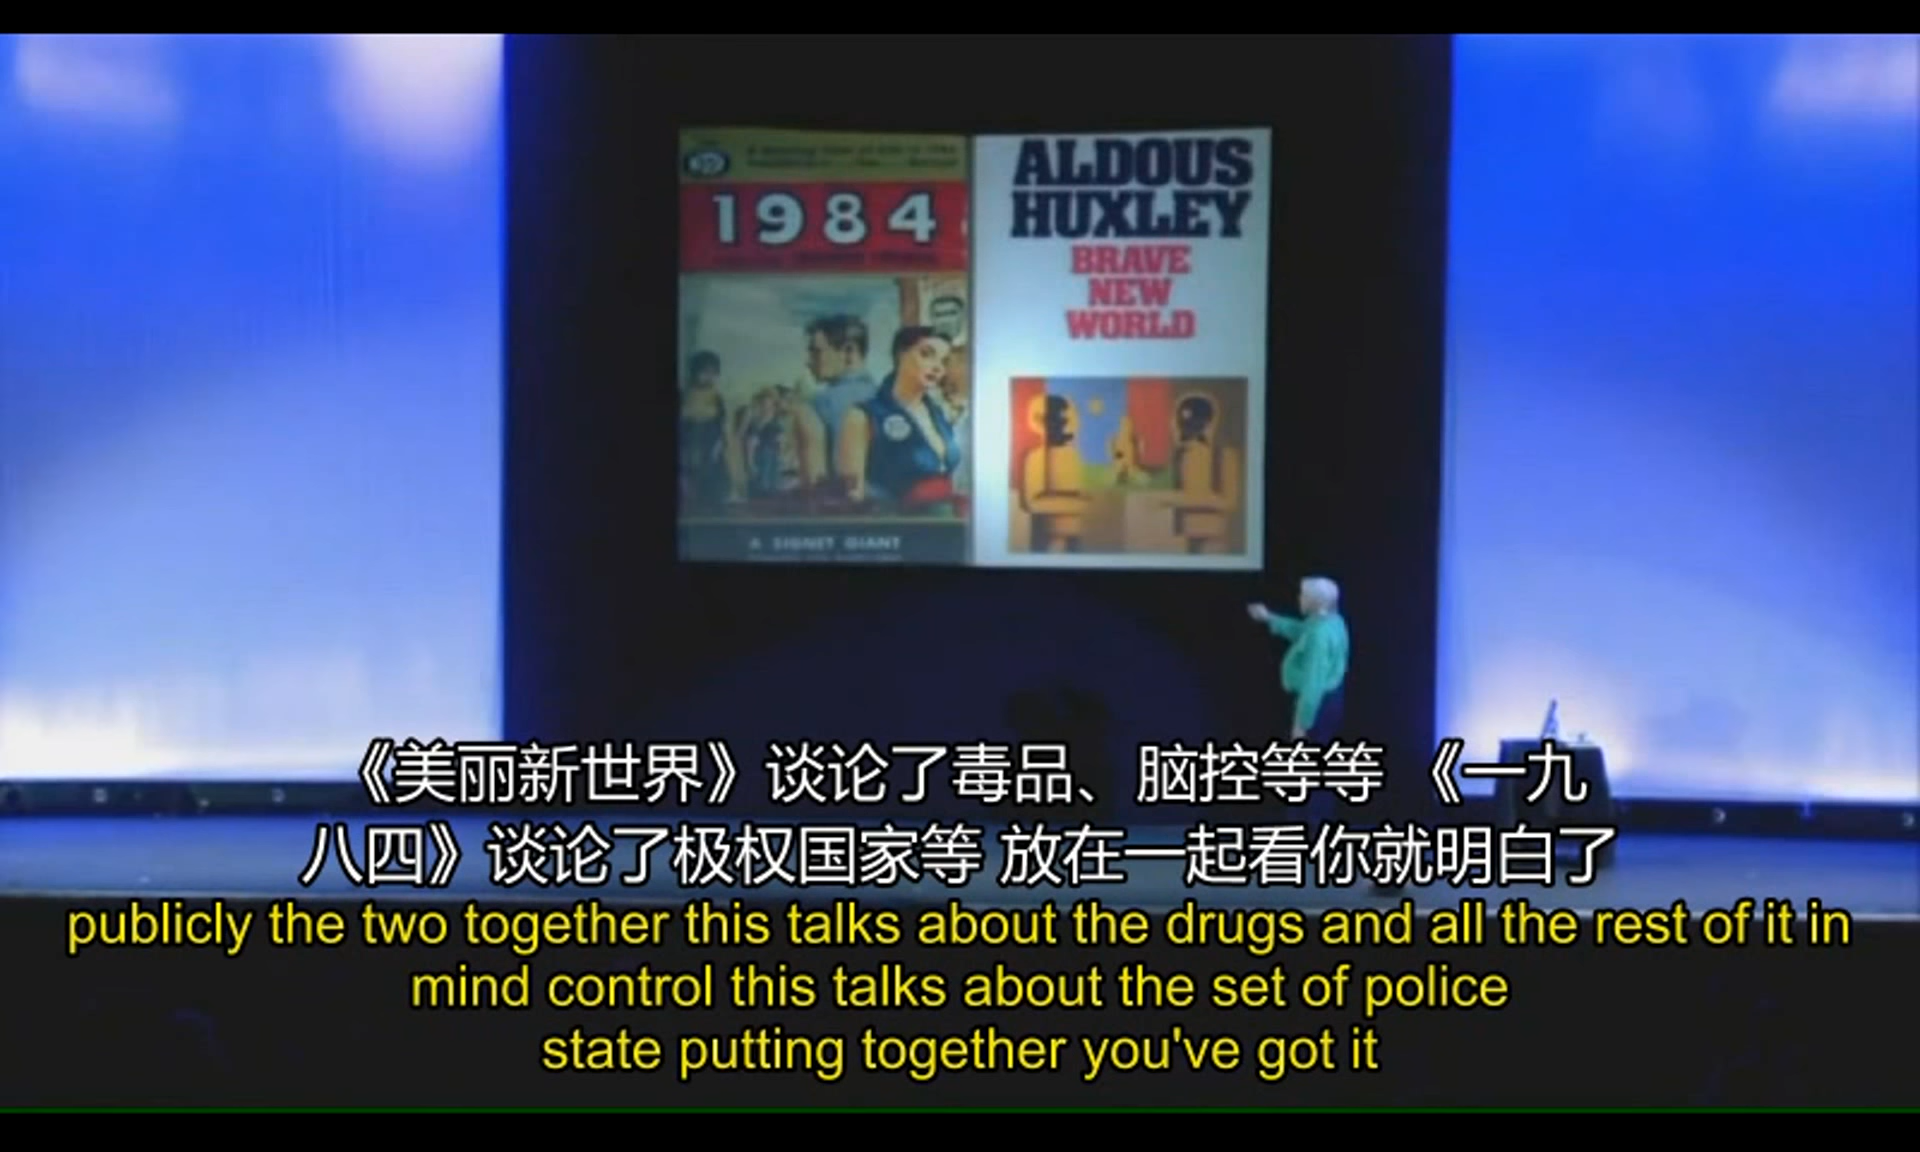 1984
ALDOUS
HUXLEY
BRAVE
NEW
WORLD
A SIGNET GIANT
《美丽新世界》谈论了毒品、脑控等等 《一九
八四》谈论了极权国家等 放在一起看你就明白了
publicly the two together this talks about the drugs and all the rest of it in
mind control this talks about the set of police
state putting together you've got it